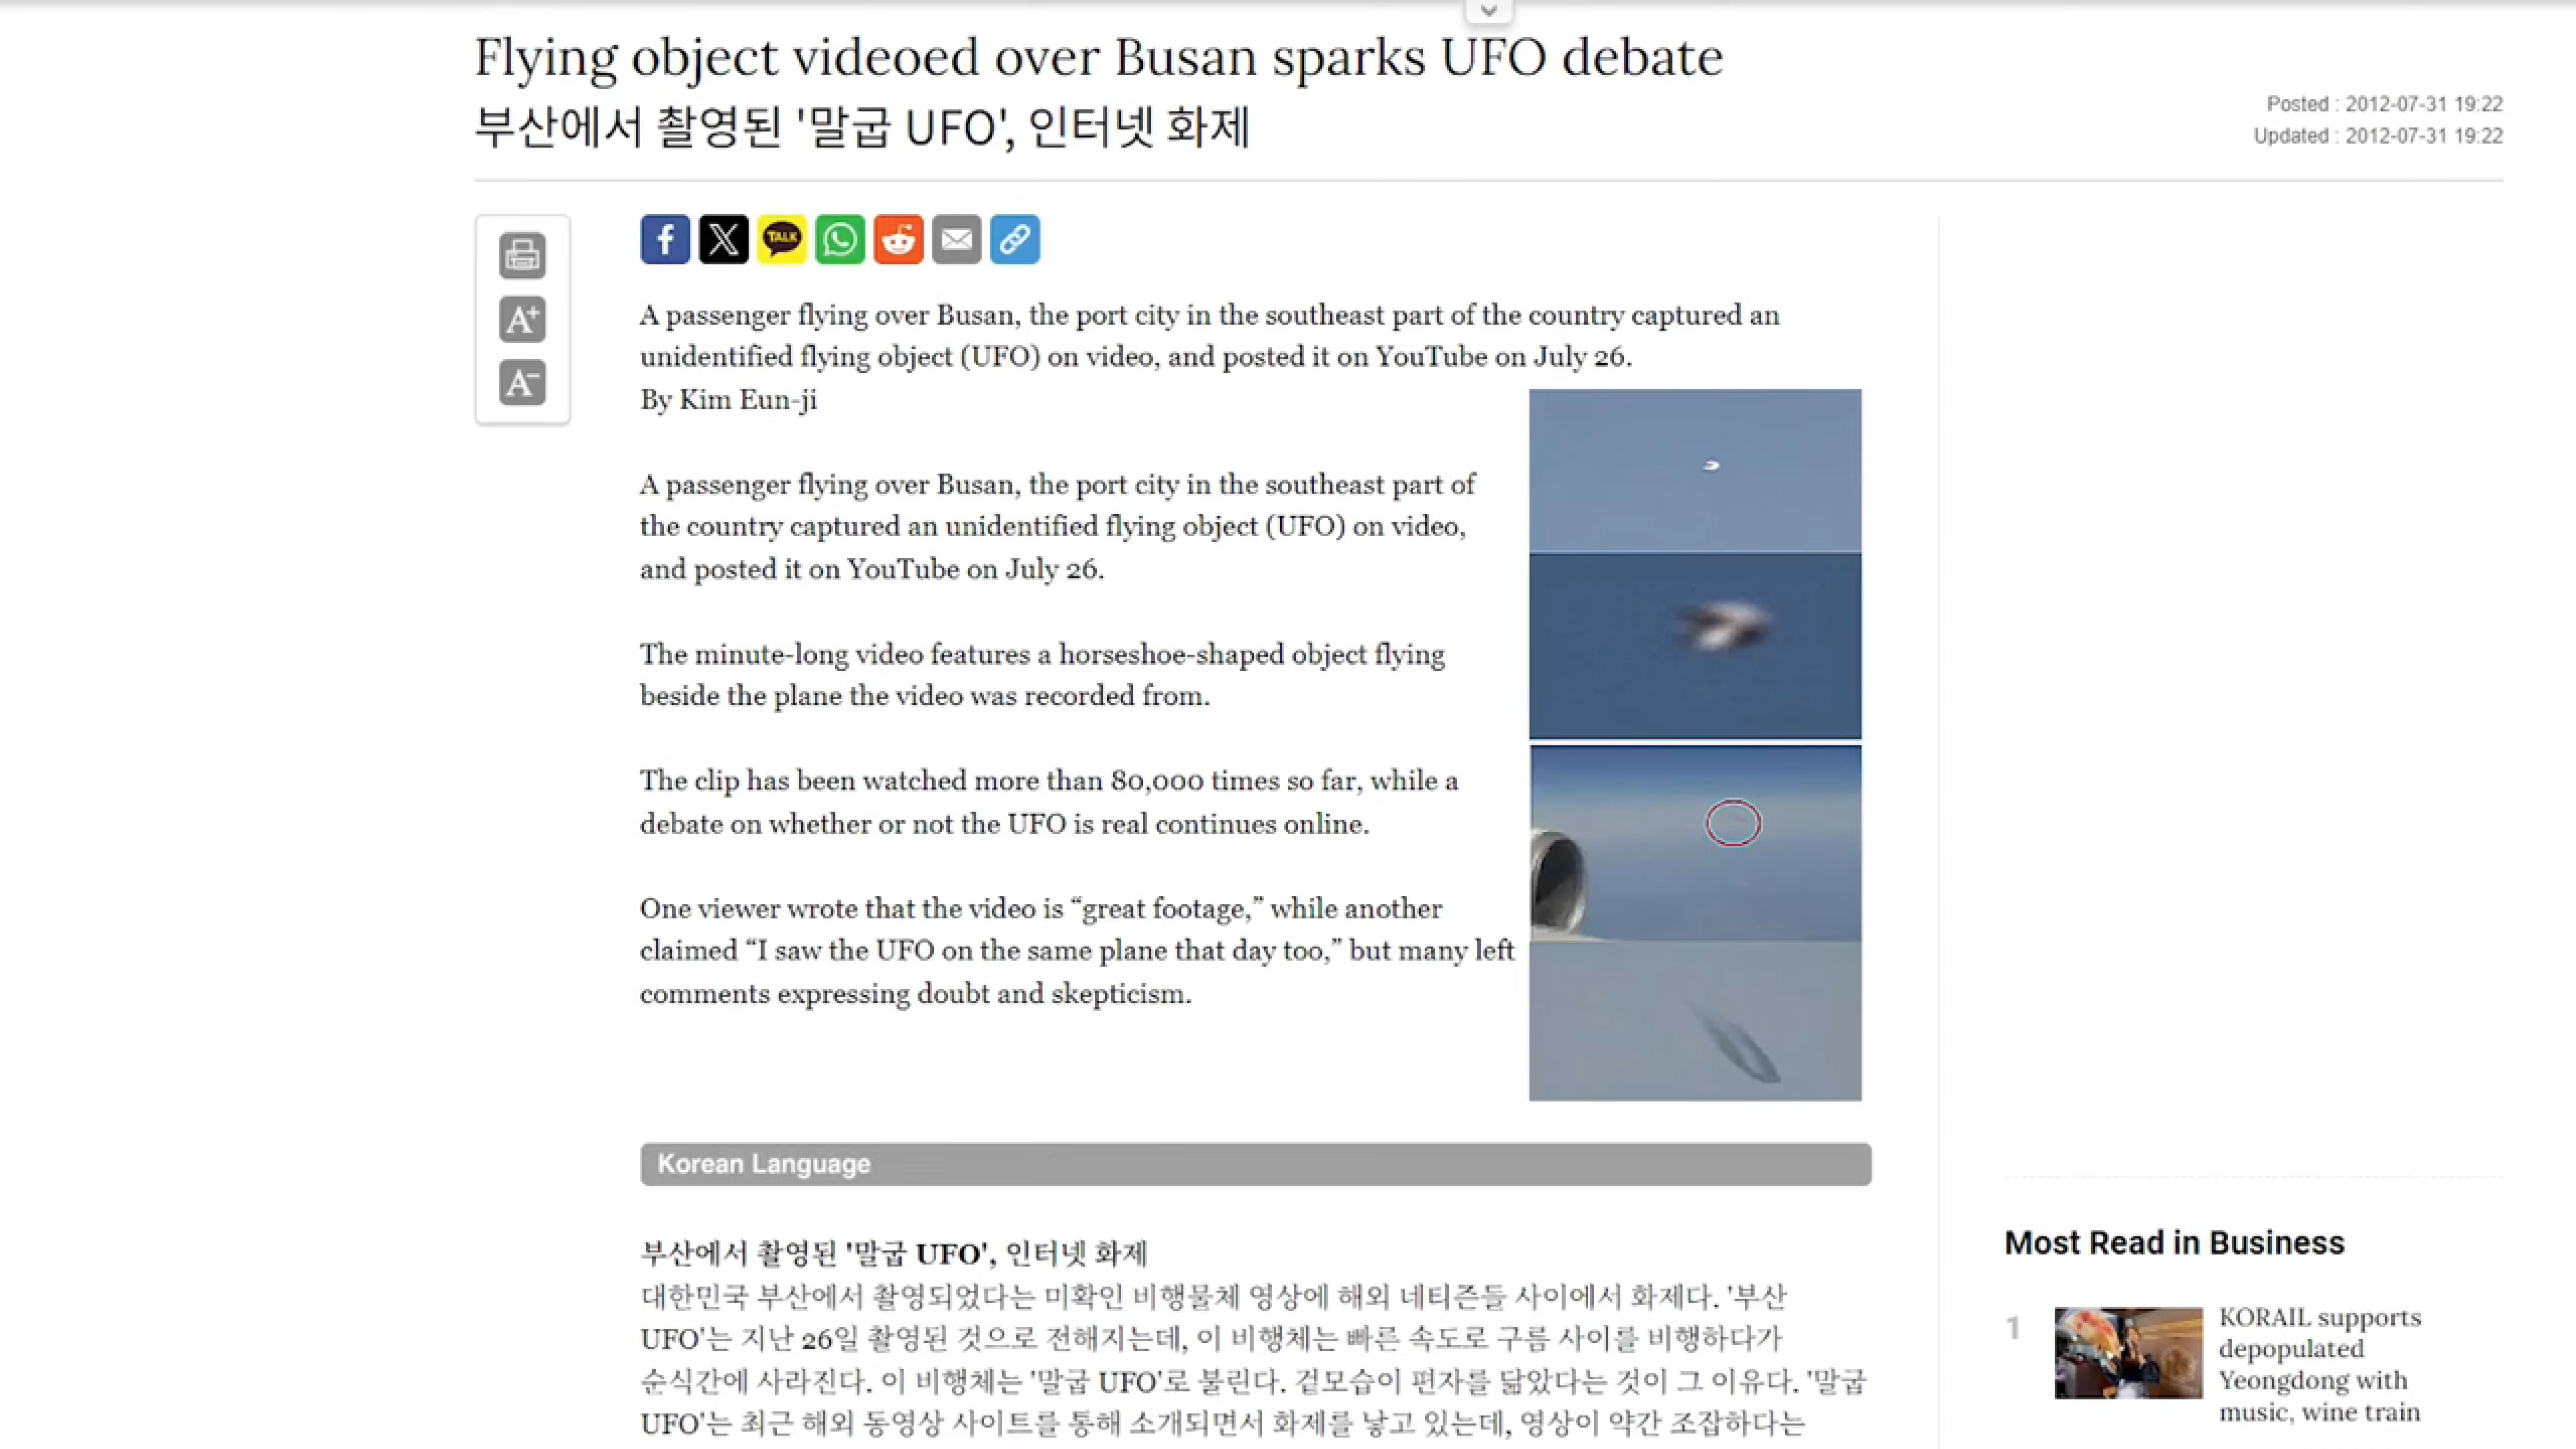 Flying object videoed over Busan sparks UFO debate
부산에서 촬영된 '말굽 UFO', 인터넷 화제
Posted : 2012-07-31 19:22
Updated : 2012-07-31 19:22
TALK
A+
A-
A passenger flying over Busan, the port city in the southeast part of the country captured an
unidentified flying object (UFO) on video, and posted it on YouTube on July 26.
By Kim Eun-ji
A passenger flying over Busan, the port city in the southeast part of
the country captured an unidentified flying object (UFO) on video,
and posted it on YouTube on July 26.
The minute-long video features a horseshoe-shaped object flying
beside the plane the video was recorded from.
The clip has been watched more than 80,000 times so far, while a
debate on whether or not the UFO is real continues online.
One viewer wrote that the video is “great footage,” while another
claimed “I saw the UFO on the same plane that day too,” but many left
comments expressing doubt and skepticism.
Korean Language
부산에서 촬영된 '말굽 UFO', 인터넷 화제
대한민국 부산에서 촬영되었다는 미확인 비행물체 영상에 해외 네티즌들 사이에서 화제다. '부산
UFO'는 지난 26일 촬영된 것으로 전해지는데, 이 비행체는 빠른 속도로 구름 사이를 비행하다가
순식간에 사라진다. 이 비행체는 '말굽 UFO'로 불린다. 겉모습이 편자를 닮았다는 것이 그 이유다. '말굽
UFO'는 최근 해외 동영상 사이트를 통해 소개되면서 화제를 낳고 있는데, 영상이 약간 조잡하다는
Most Read in Business
1
KORAIL supports
depopulated
Yeongdong with
music, wine train